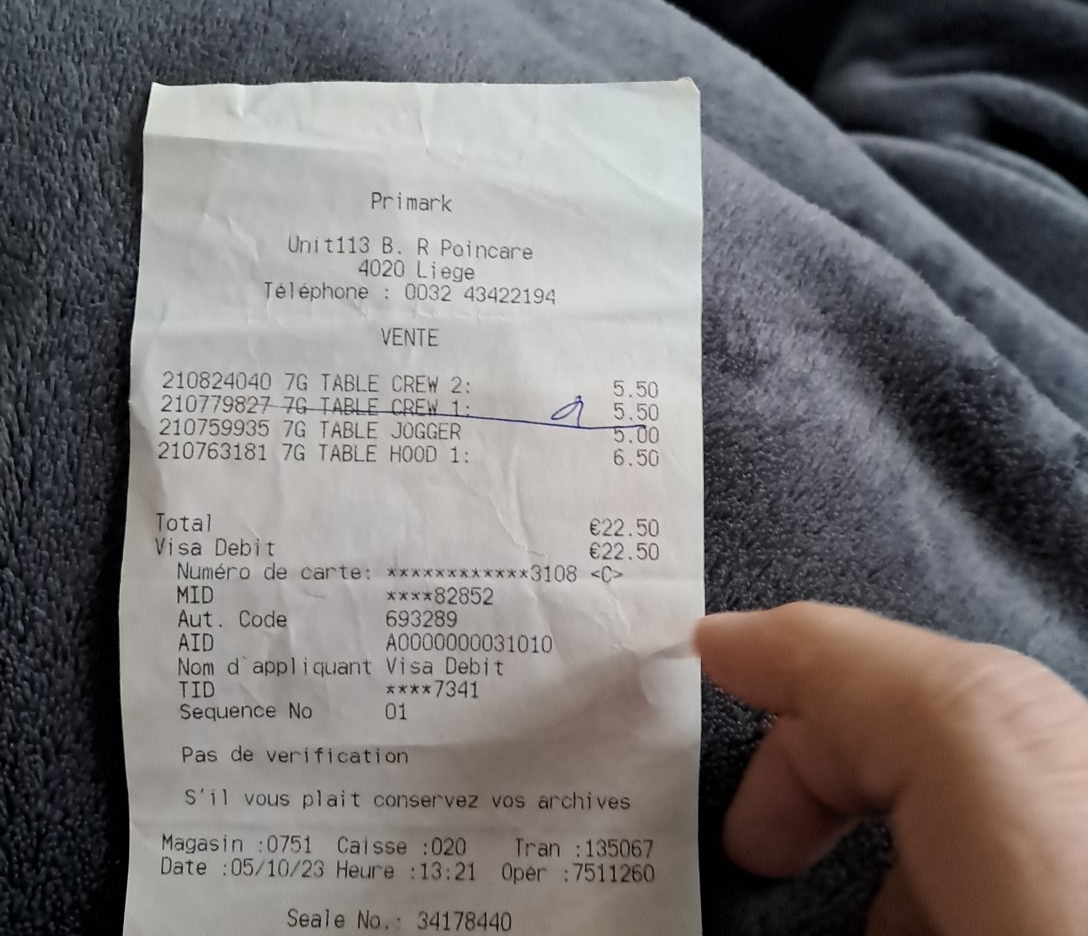 Primark
Unit113 B. R Poincare
4020 Liege
Téléphone : 0032 43422194
VENTE
210824040 7G TABLE CREW 2: 5.50
210779827 7G TABLE CREW 1: 5.50
210759935 7G TABLE JOGGER 5.00
210763181 7G TABLE HOOD 1: 6.50
Total €22.50
Visa Debit €22.50
Numéro de carte: ************3108 <C>
MID ****82852
Aut. Code 693289
AID A0000000031010
Nom d`appliquant Visa Debit
TID ****7341
Sequence No 01
Pas de verification
S'il vous plait conservez vos archives
Magasin :0751 Caisse :020 Tran :135067
Date :05/10/23 Heure :13:21 Opér :7511260
Seale No.: 34178440